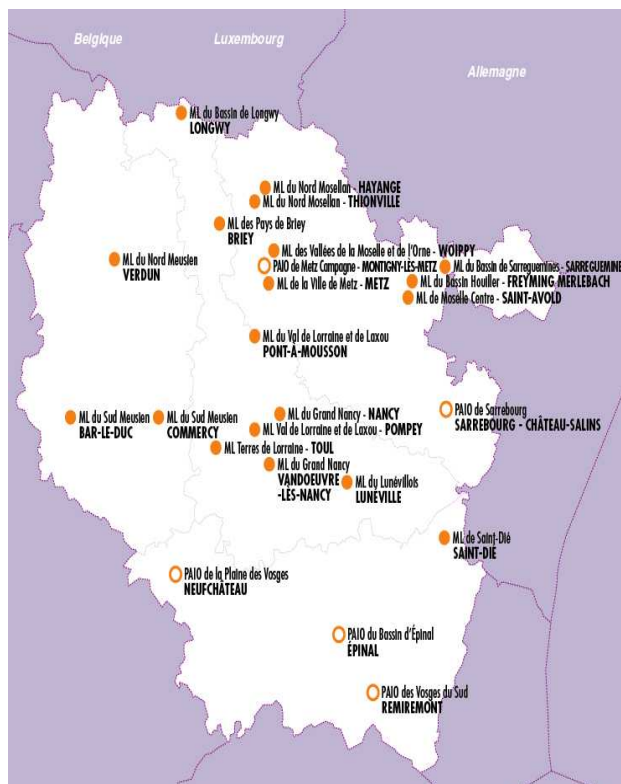 Belgique
Luxembourg
Allemagne
ML du Bassin de Longwy
LONGWY
ML du Nord Mosellan - HAYANGE
ML du Nord Mosellan - THIONVILLE
ML des Pays de Briey
BRIEY
ML des Vallées de la Moselle et de l'Orne - WOIPPY
ML du Nord Meusien
VERDUN
PAIO de Metz Campagne - MONTIGNY-LÈS-METZ
ML du Bassin de Sarreguemines - SARREGUEMINE
ML de la Ville de Metz - METZ
ML du Bassin Houiller - FREYMING MERLEBACH
ML de Moselle Centre - SAINT-AVOLD
ML du Val de Lorraine et de Laxou
PONT-À-MOUSSON
ML du Sud Meusien
BAR-LE-DUC
ML du Sud Meusien
COMMERCY
ML du Grand Nancy - NANCY
PAIO de Sarrebourg
SARREBOURG - CHÂTEAU-SALINS
ML Val de Lorraine et de Laxou - POMPEY
ML Terres de Lorraine - TOUL
ML du Grand Nancy
VANDOEUVRE
-LÈS-NANCY
ML du Lunévillois
LUNÉVILLE
ML de Saint-Dié
SAINT-DIÉ
PAIO de la Plaine des Vosges
NEUFCHÂTEAU
PAIO du Bassin d'Épinal
ÉPINAL
PAIO des Vosges du Sud
REMIREMONT